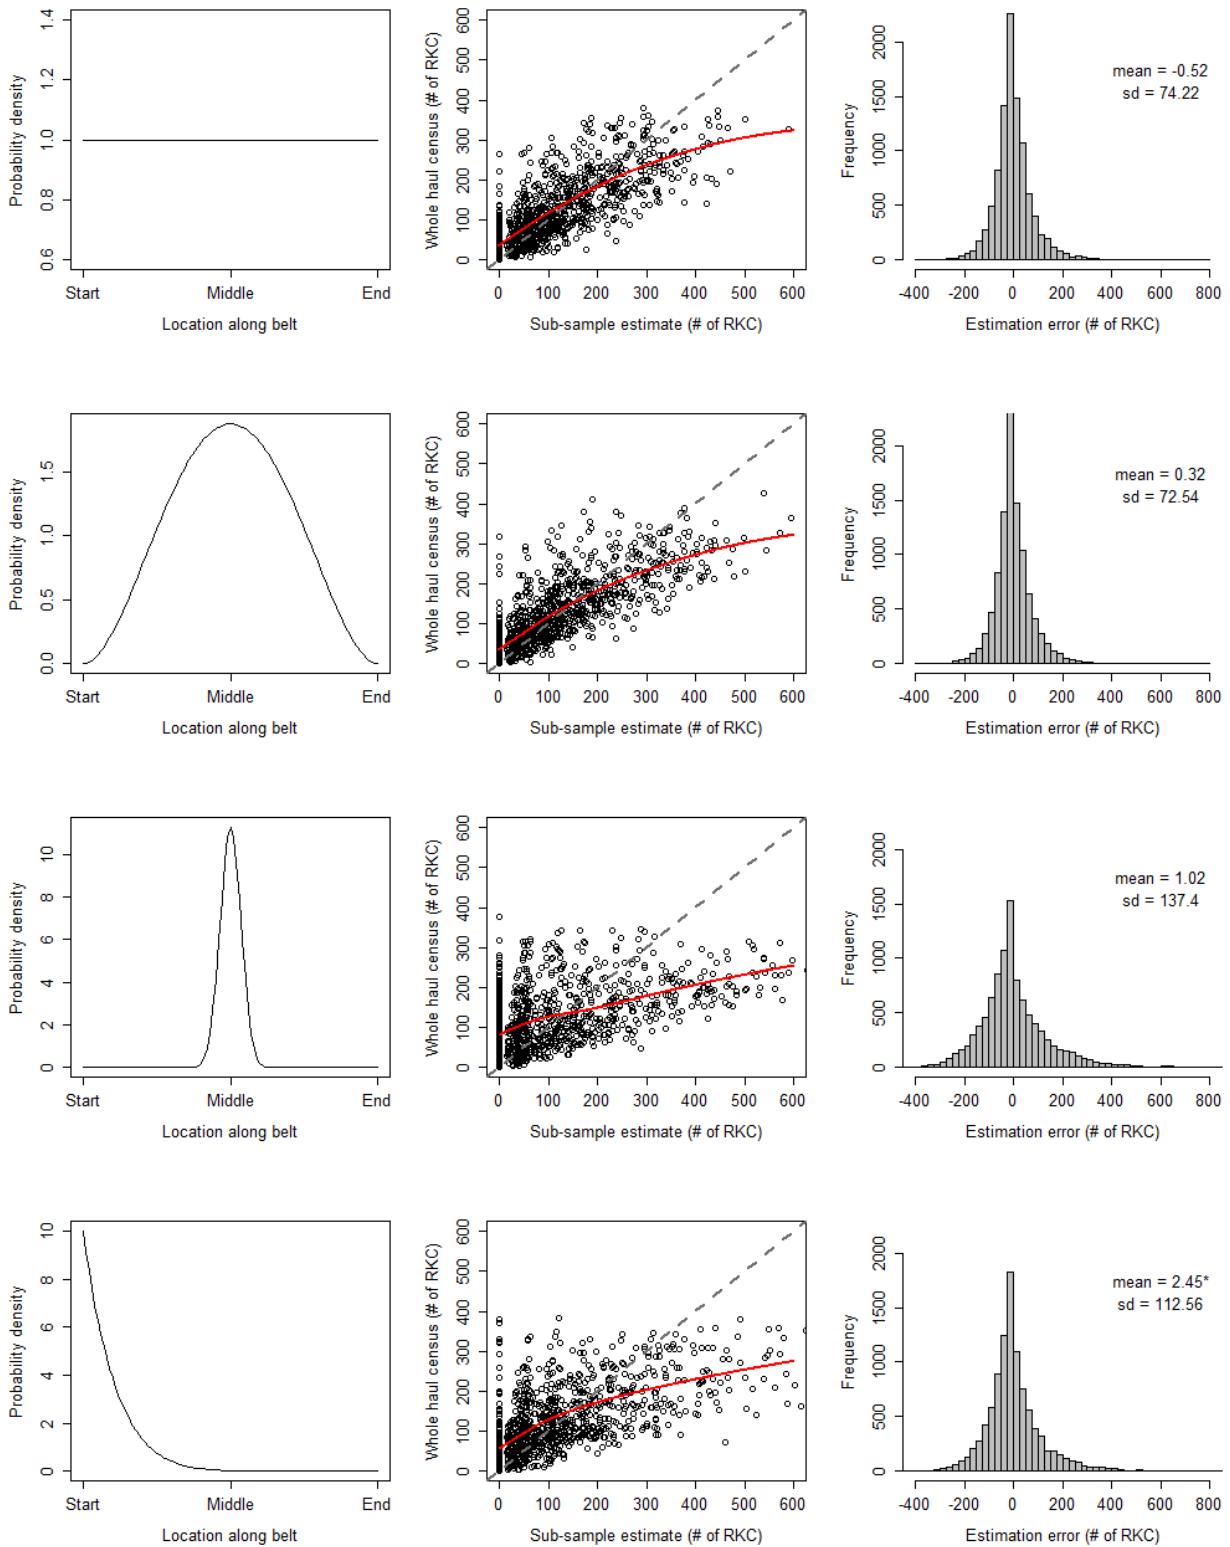 1.4
1.2
1.0
0.8
0.6
Probability density
Start Middle End
Location along belt
600
500
400
300
200
100
0
Whole haul census (# of RKC)
0 100 200 300 400 500 600
Sub-sample estimate (# of RKC)
2000
1500
1000
500
0
Frequency
mean = -0.52
sd = 74.22
-400 -200 0 200 400 600 800
Estimation error (# of RKC)
1.5
1.0
0.5
0.0
Probability density
Start Middle End
Location along belt
600
500
400
300
200
100
0
Whole haul census (# of RKC)
0 100 200 300 400 500 600
Sub-sample estimate (# of RKC)
2000
1500
1000
500
0
Frequency
mean = 0.32
sd = 72.54
-400 -200 0 200 400 600 800
Estimation error (# of RKC)
10
8
6
4
2
0
Probability density
Start Middle End
Location along belt
600
500
400
300
200
100
0
Whole haul census (# of RKC)
0 100 200 300 400 500 600
Sub-sample estimate (# of RKC)
2000
1500
1000
500
0
Frequency
mean = 1.02
sd = 137.4
-400 -200 0 200 400 600 800
Estimation error (# of RKC)
10
8
6
4
2
0
Probability density
Start Middle End
Location along belt
600
500
400
300
200
100
0
Whole haul census (# of RKC)
0 100 200 300 400 500 600
Sub-sample estimate (# of RKC)
2000
1500
1000
500
0
Frequency
mean = 2.45*
sd = 112.56
-400 -200 0 200 400 600 800
Estimation error (# of RKC)